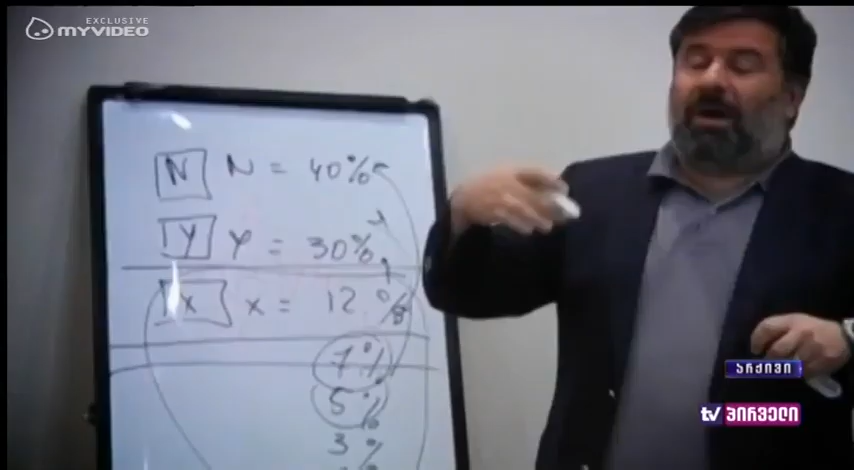 EXCLUSIVE
MYVIDEO
N N = 40%
Y Y = 30%
X X = 12%
7%
5%
3%
არქივი
tv პირველი